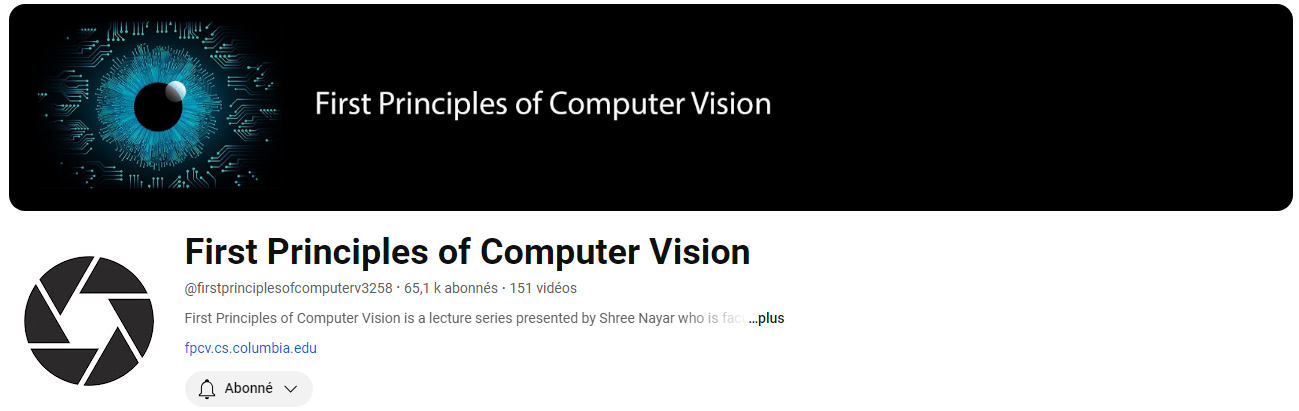 First Principles of Computer Vision
First Principles of Computer Vision
@firstprinciplesofcomputerv3258 · 65,1 k abonnés · 151 vidéos
First Principles of Computer Vision is a lecture series presented by Shree Nayar who is ...plus
fpcv.cs.columbia.edu
Abonné